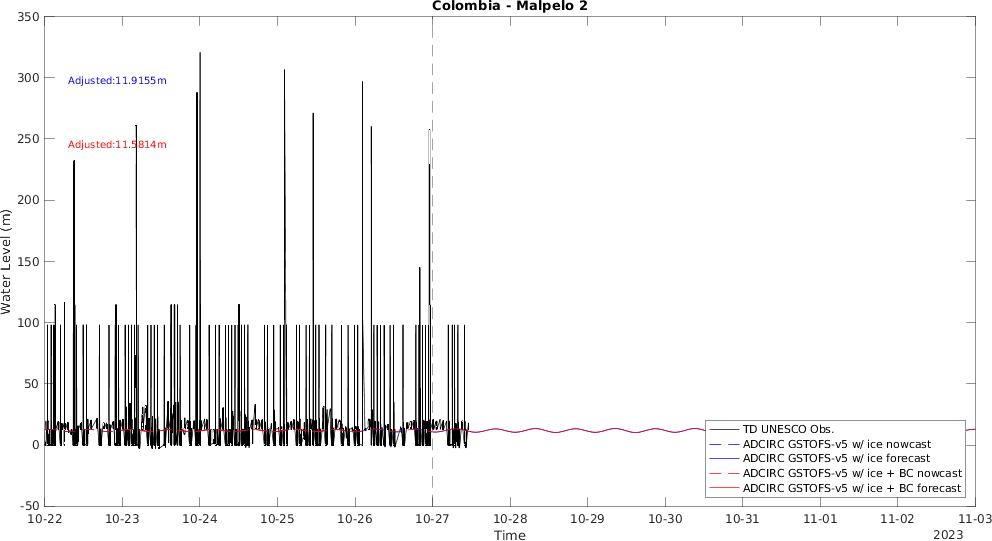 Colombia - Malpelo 2
350
300
250
200
150
100
50
0
-50
Water Level (m)
Adjusted:11.9155m
Adjusted:11.5814m
TD UNESCO Obs.
ADCIRC GSTOFS-v5 w/ ice nowcast
ADCIRC GSTOFS-v5 w/ ice forecast
ADCIRC GSTOFS-v5 w/ ice + BC nowcast
ADCIRC GSTOFS-v5 w/ ice + BC forecast
10-22 10-23 10-24 10-25 10-26 10-27 10-28 10-29 10-30 10-31 11-01 11-02 11-03
Time
2023